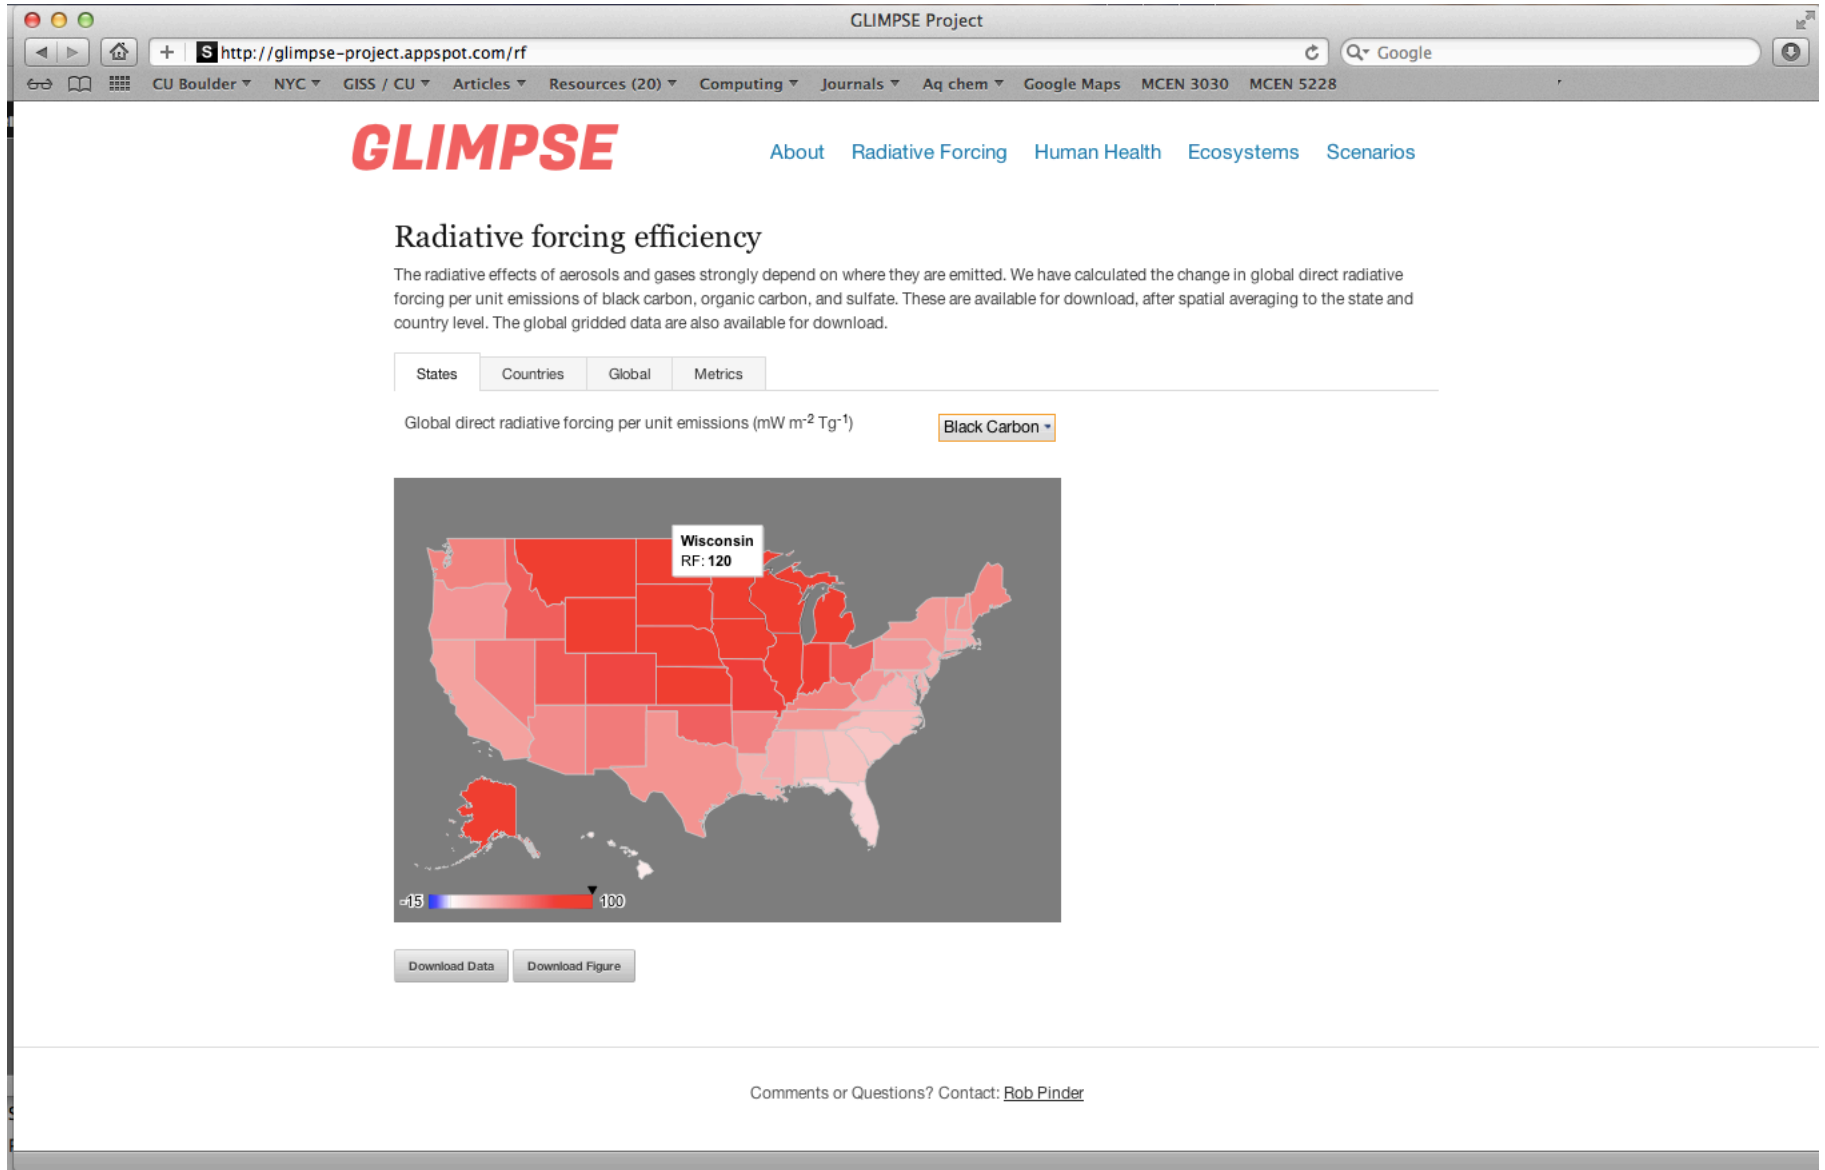 GLIMPSE Project
+ S http://glimpse-project.appspot.com/rf
Google
CU Boulder NYC GISS / CU Articles Resources (20) Computing Journals Aq chem Google Maps MCEN 3030 MCEN 5228
GLIMPSE
About Radiative Forcing Human Health Ecosystems Scenarios
Radiative forcing efficiency
The radiative effects of aerosols and gases strongly depend on where they are emitted. We have calculated the change in global direct radiative
forcing per unit emissions of black carbon, organic carbon, and sulfate. These are available for download, after spatial averaging to the state and
country level. The global gridded data are also available for download.
States Countries Global Metrics
Global direct radiative forcing per unit emissions (mW m-2 Tg-1)
Black Carbon
Wisconsin
RF: 120
-15 100
Download Data Download Figure
Comments or Questions? Contact: Rob Pinder